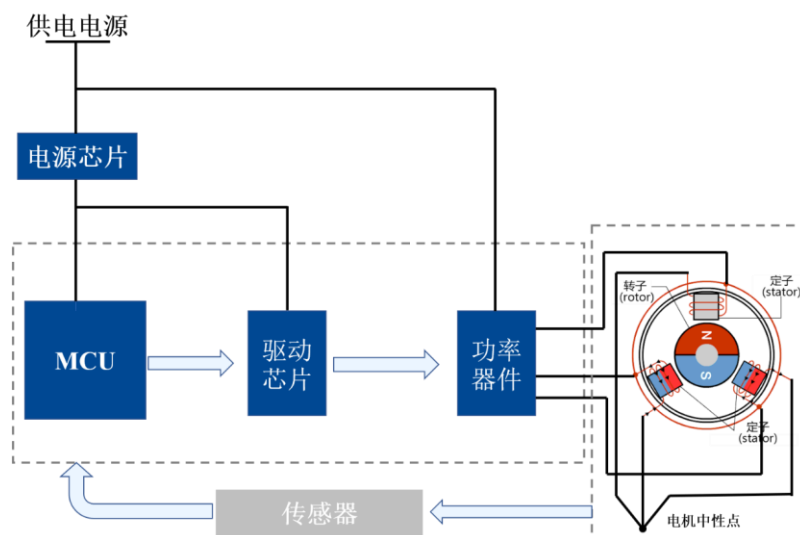 供电电源
电源芯片
MCU
驱动
芯片
功率
器件
转子
(rotor)
定子
(stator)
N
S
定子
(stator)
传感器
电机中性点